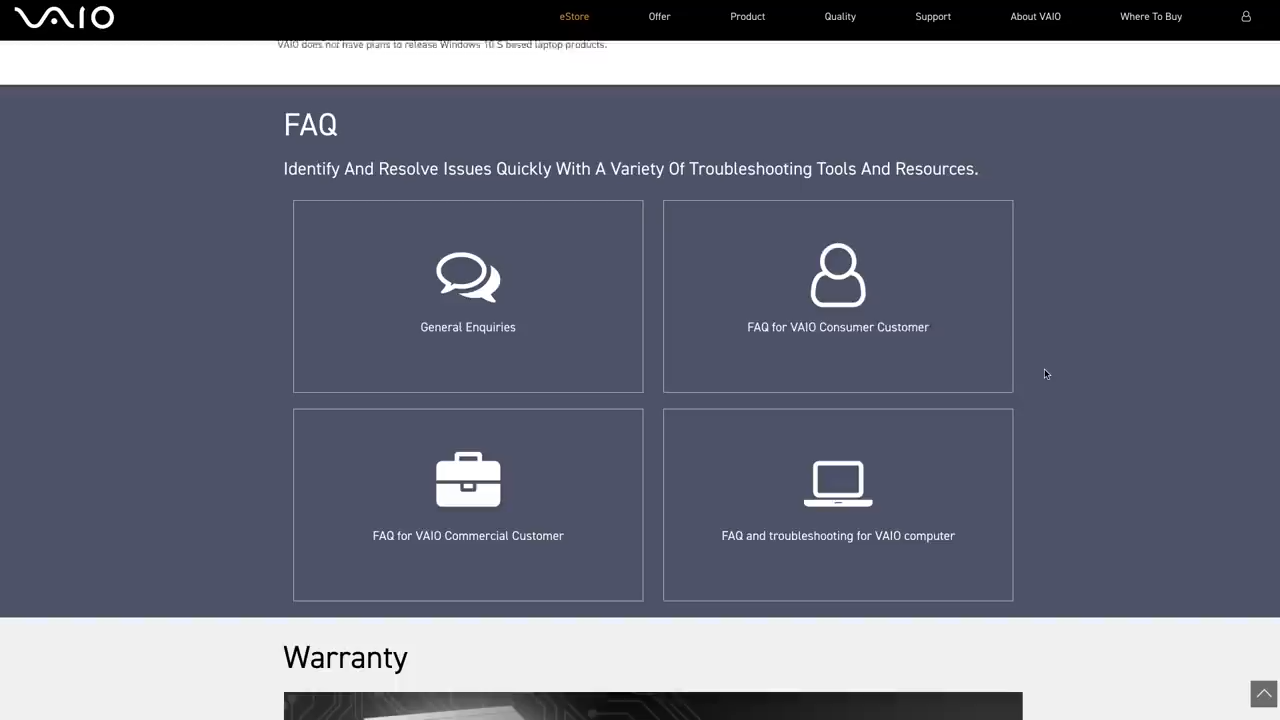 VAIO
eStore
Offer
Product
Quality
Support
About VAIO
Where To Buy
VAIO does not have plans to release Windows 10 S based laptop products.
FAQ
Identify And Resolve Issues Quickly With A Variety Of Troubleshooting Tools And Resources.
General Enquiries
FAQ for VAIO Consumer Customer
FAQ for VAIO Commercial Customer
FAQ and troubleshooting for VAIO computer
Warranty